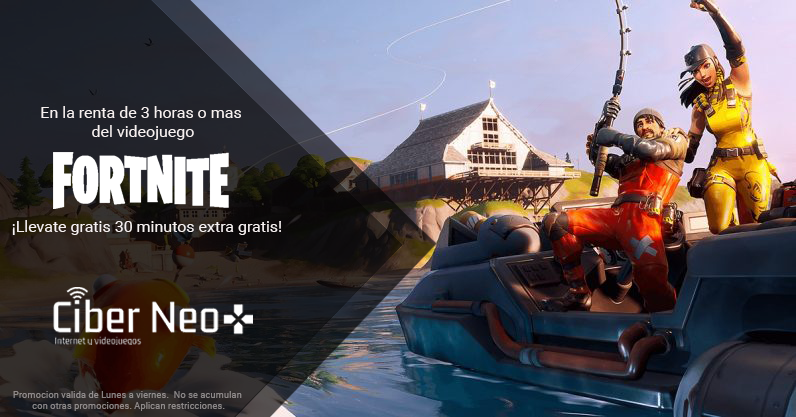 En la renta de 3 horas o mas
del videojuego
FORTNITE
¡Llevate gratis 30 minutos extra gratis!
Ciber Neo
Internet y videojuegos
Promocion valida de Lunes a viernes. No se acumulan
con otras promociones. Aplican restricciones.